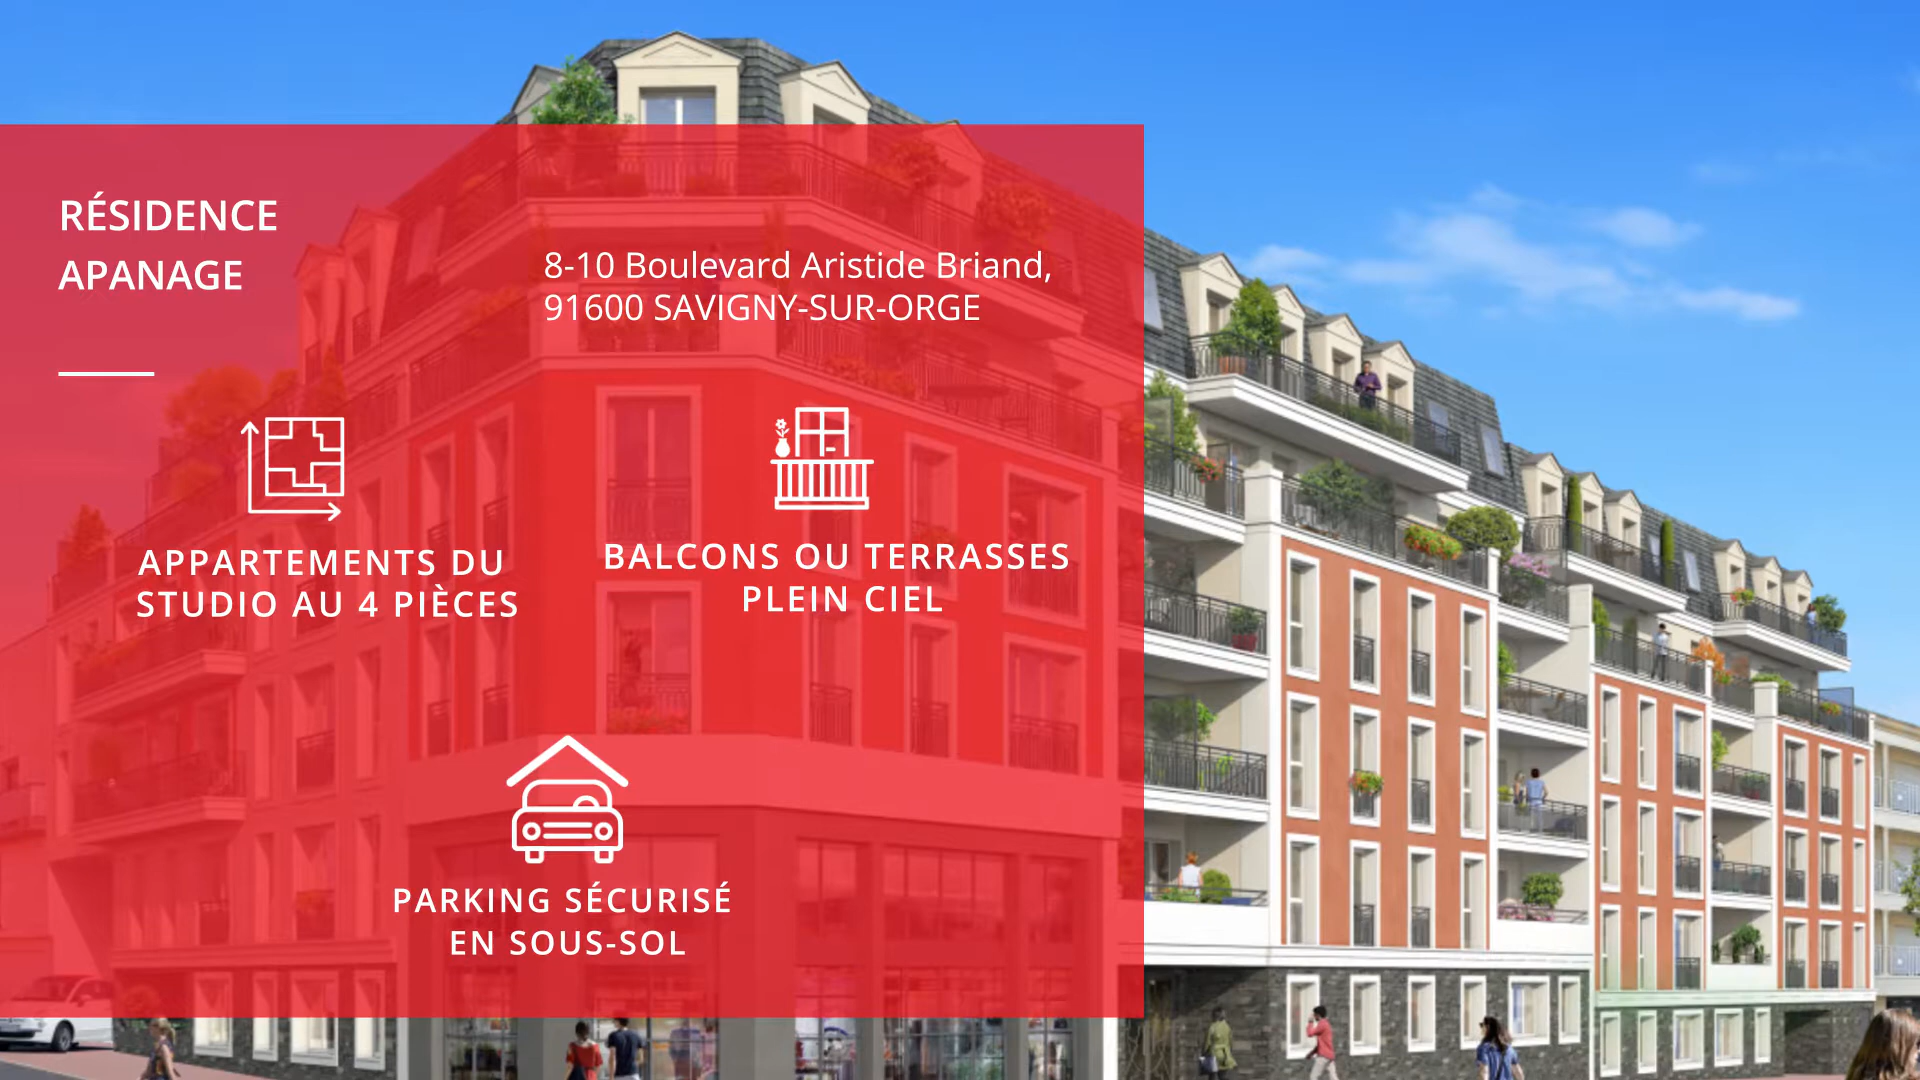 RÉSIDENCE
APANAGE
8-10 Boulevard Aristide Briand,
91600 SAVIGNY-SUR-ORGE
APPARTEMENTS DU
STUDIO AU 4 PIÈCES
BALCONS OU TERRASSES
PLEIN CIEL
PARKING SÉCURISÉ
EN SOUS-SOL